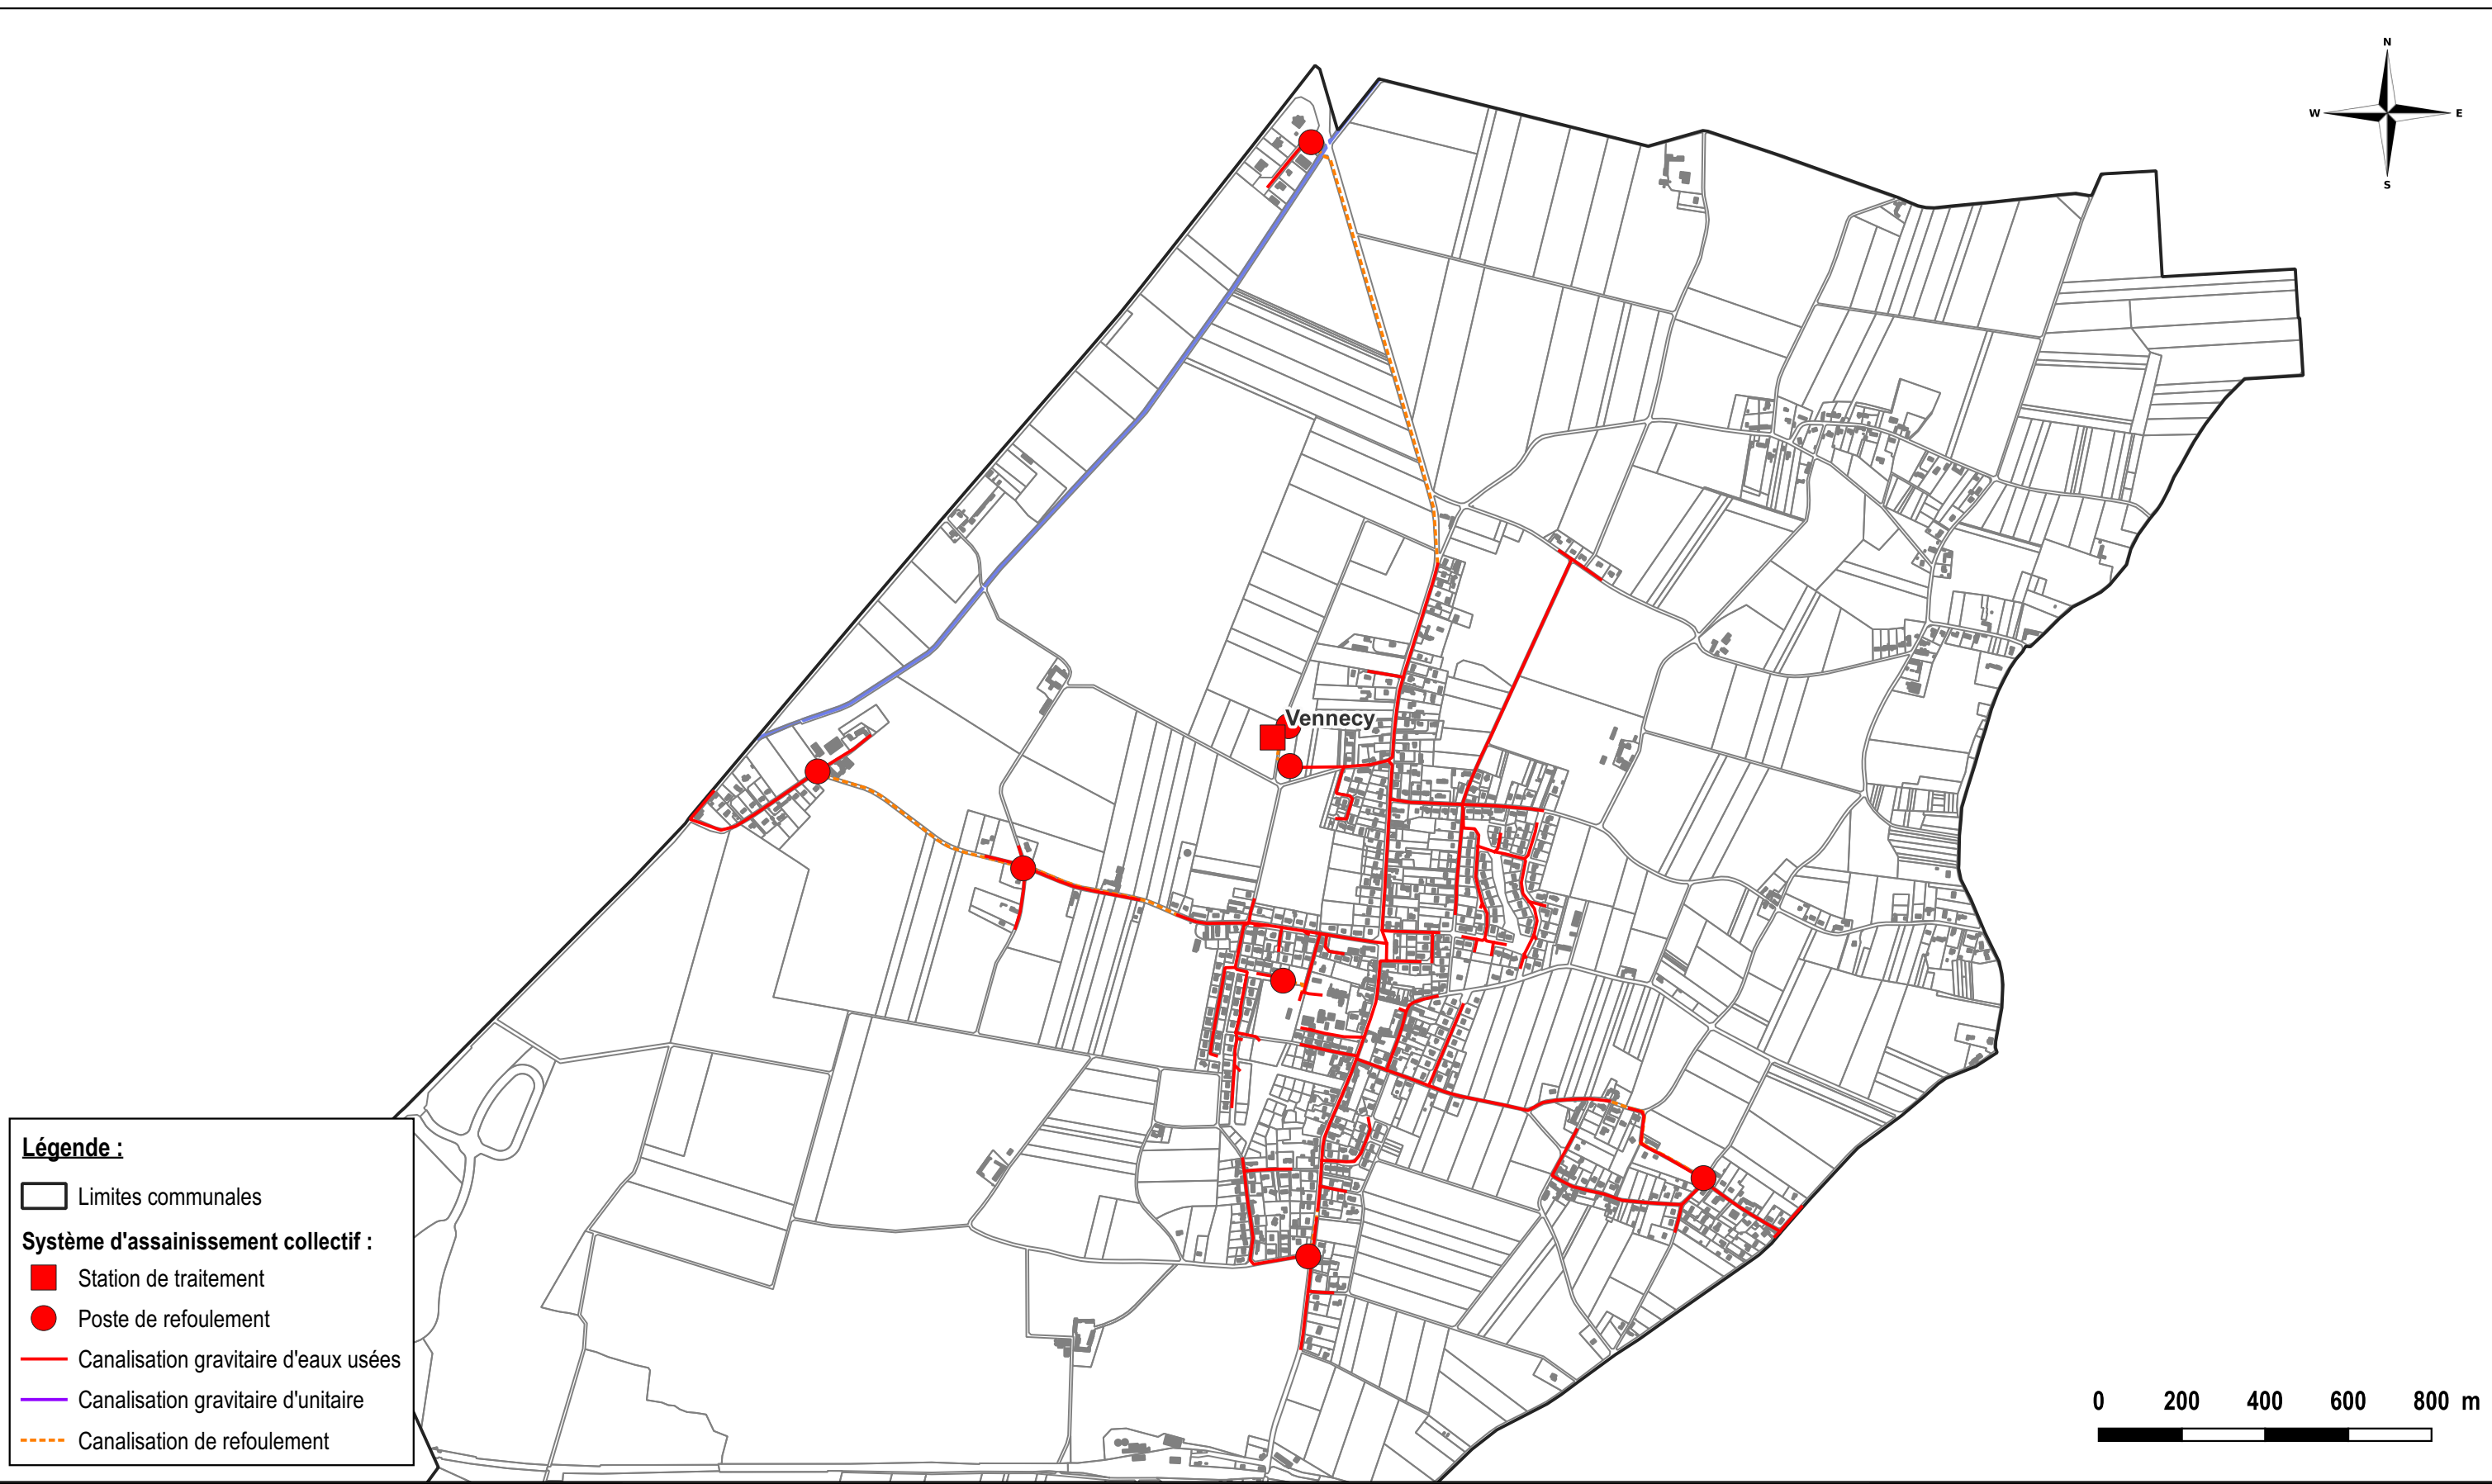 N
W
E
S
Vennecy
Légende :
Limites communales
Système d'assainissement collectif :
Station de traitement
Poste de refoulement
Canalisation gravitaire d'eaux usées
Canalisation gravitaire d'unitaire
Canalisation de refoulement
0 200 400 600 800 m